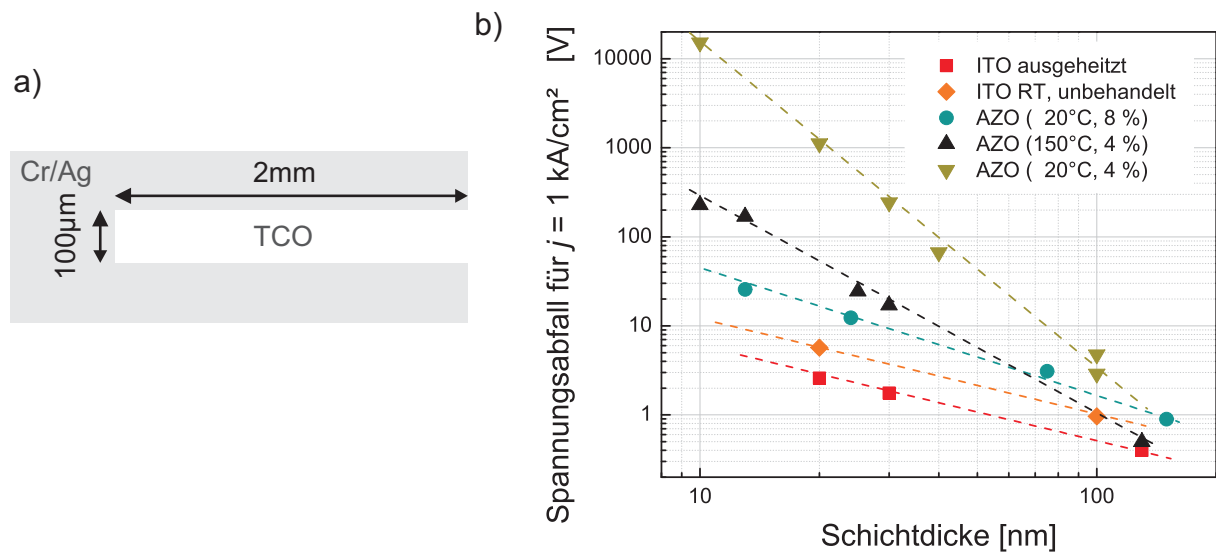 a)
Cr/Ag
2mm
100µm
TCO
b)
Spannungsabfall für j = 1 kA/cm² [V]
10000
1000
100
10
1
ITO ausgeheitzt
ITO RT, unbehandelt
AZO ( 20°C, 8 %)
AZO (150°C, 4 %)
AZO ( 20°C, 4 %)
10
100
Schichtdicke [nm]